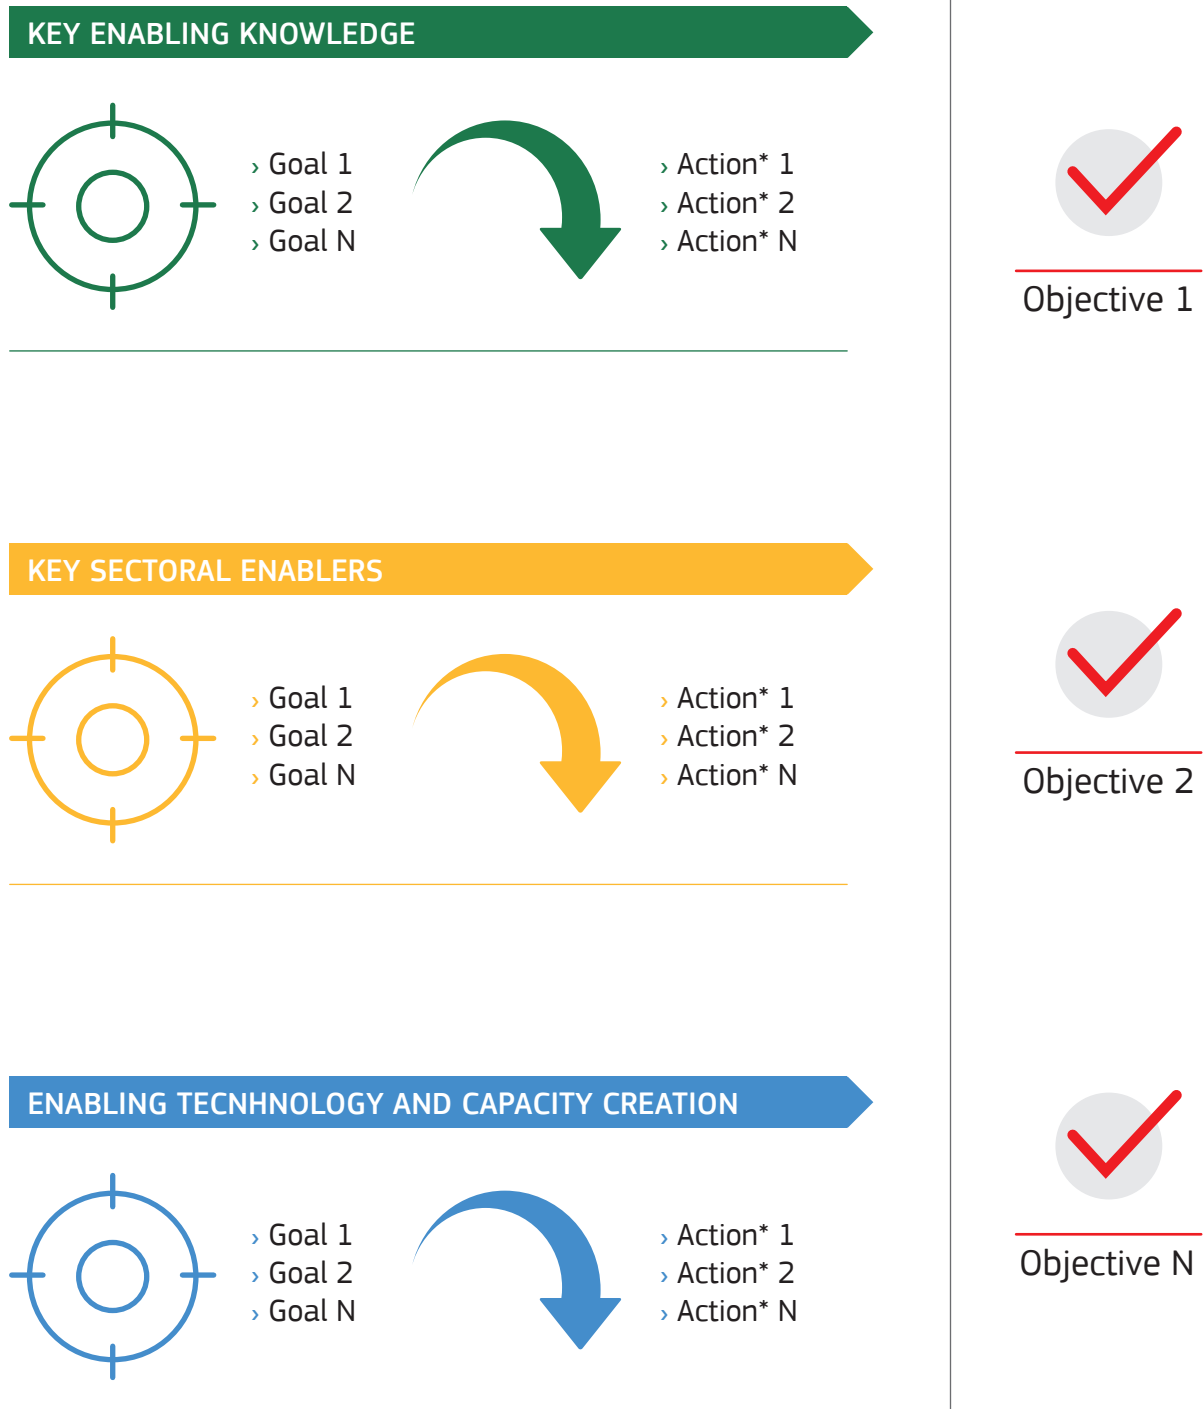 KEY ENABLING KNOWLEDGE
› Goal 1
› Goal 2
› Goal N
› Action* 1
› Action* 2
› Action* N
Objective 1
KEY SECTORAL ENABLERS
› Goal 1
› Goal 2
› Goal N
› Action* 1
› Action* 2
› Action* N
Objective 2
ENABLING TECNHNOLOGY AND CAPACITY CREATION
› Goal 1
› Goal 2
› Goal N
› Action* 1
› Action* 2
› Action* N
Objective N